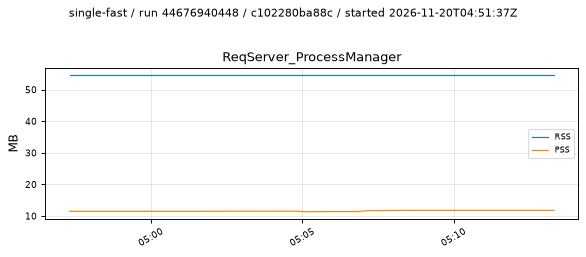 single-fast / run 44676940448 / c102280ba88c / started 2026-11-20T04:51:37Z
ReqServer_ProcessManager
MB
50
40
30
20
10
RSS
PSS
05:00
05:05
05:10